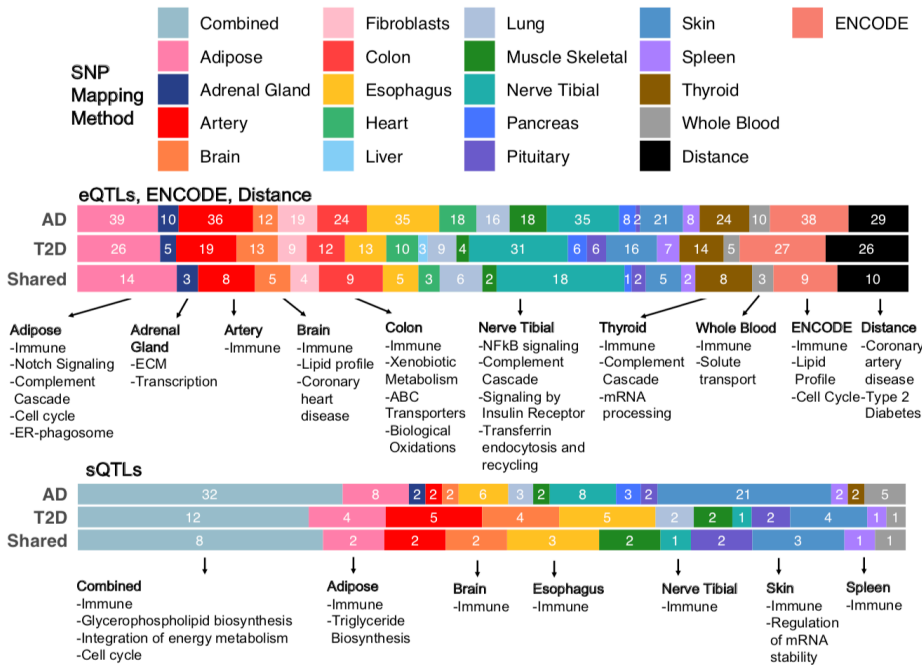 SNP
Mapping
Method
Combined
Adipose
Adrenal Gland
Artery
Brain
Fibroblasts
Colon
Esophagus
Heart
Liver
Lung
Muscle Skeletal
Nerve Tibial
Pancreas
Pituitary
Skin
Spleen
Thyroid
Whole Blood
Distance
ENCODE
eQTLs, ENCODE, Distance
AD 39 10 36 12 19 24 35 18 16 18 35 8 2 21 8 24 10 38 29
T2D 26 5 19 13 9 12 13 10 3 9 4 31 6 6 16 7 14 5 27 26
Shared 14 3 8 5 4 9 5 3 6 2 18 1 2 5 2 8 3 9 10
Adipose
-Immune
-Notch Signaling
-Complement
Cascade
-Cell cycle
-ER-phagosome
Adrenal
Gland
-ECM
-Transcription
Artery
-Immune
Brain
-Immune
-Lipid profile
-Coronary
heart
disease
Colon
-Immune
-Xenobiotic
Metabolism
-ABC
Transporters
-Biological
Oxidations
Nerve Tibial
-NFkB signaling
-Complement
Cascade
-Signaling by
Insulin Receptor
-Transferrin
endocytosis and
recycling
Thyroid
-Immune
-Complement
Cascade
-mRNA
processing
Whole Blood
-Immune
-Solute
transport
ENCODE
-Immune
-Lipid
Profile
-Cell Cycle
Distance
-Coronary
artery
disease
-Type 2
Diabetes
sQTLs
AD 32 8 2 2 2 6 3 2 8 3 2 21 2 2 5
T2D 12 4 5 4 5 2 2 1 2 4 1 1
Shared 8 2 2 2 3 2 1 2 3 1 1
Combined
-Immune
-Glycerophospholipid biosynthesis
-Integration of energy metabolism
-Cell cycle
Adipose
-Immune
-Triglyceride
Biosynthesis
Brain
-Immune
Esophagus
-Immune
Nerve Tibial
-Immune
Skin
-Immune
-Regulation
of mRNA
stability
Spleen
-Immune